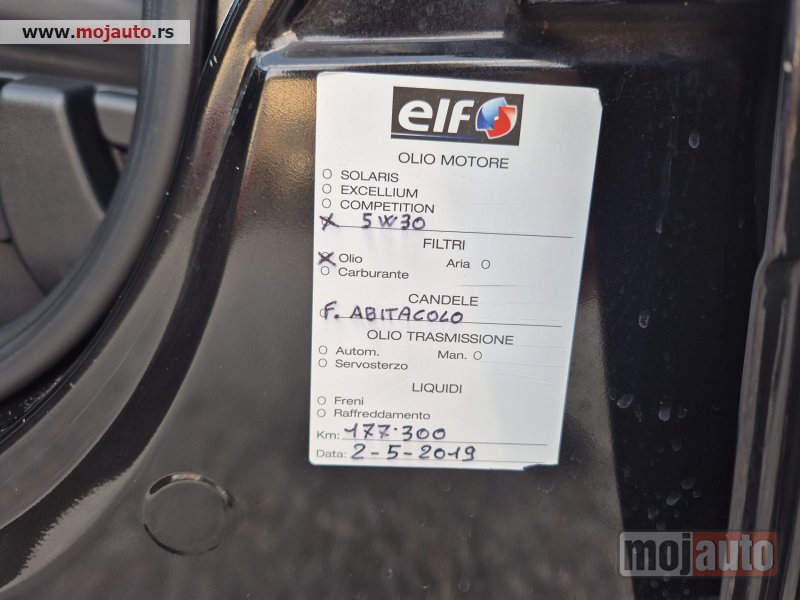 www.mojauto.rs
elf
OLIO MOTORE
SOLARIS
EXCELLIUM
COMPETITION
X 5W30
FILTRI
X Olio Aria
Carburante
CANDELE
F. ABITACOLO
OLIO TRASMISSIONE
Autom. Man.
Servosterzo
LIQUIDI
Freni
Raffreddamento
Km: 177.300
Data: 2-5-2019
mojauto